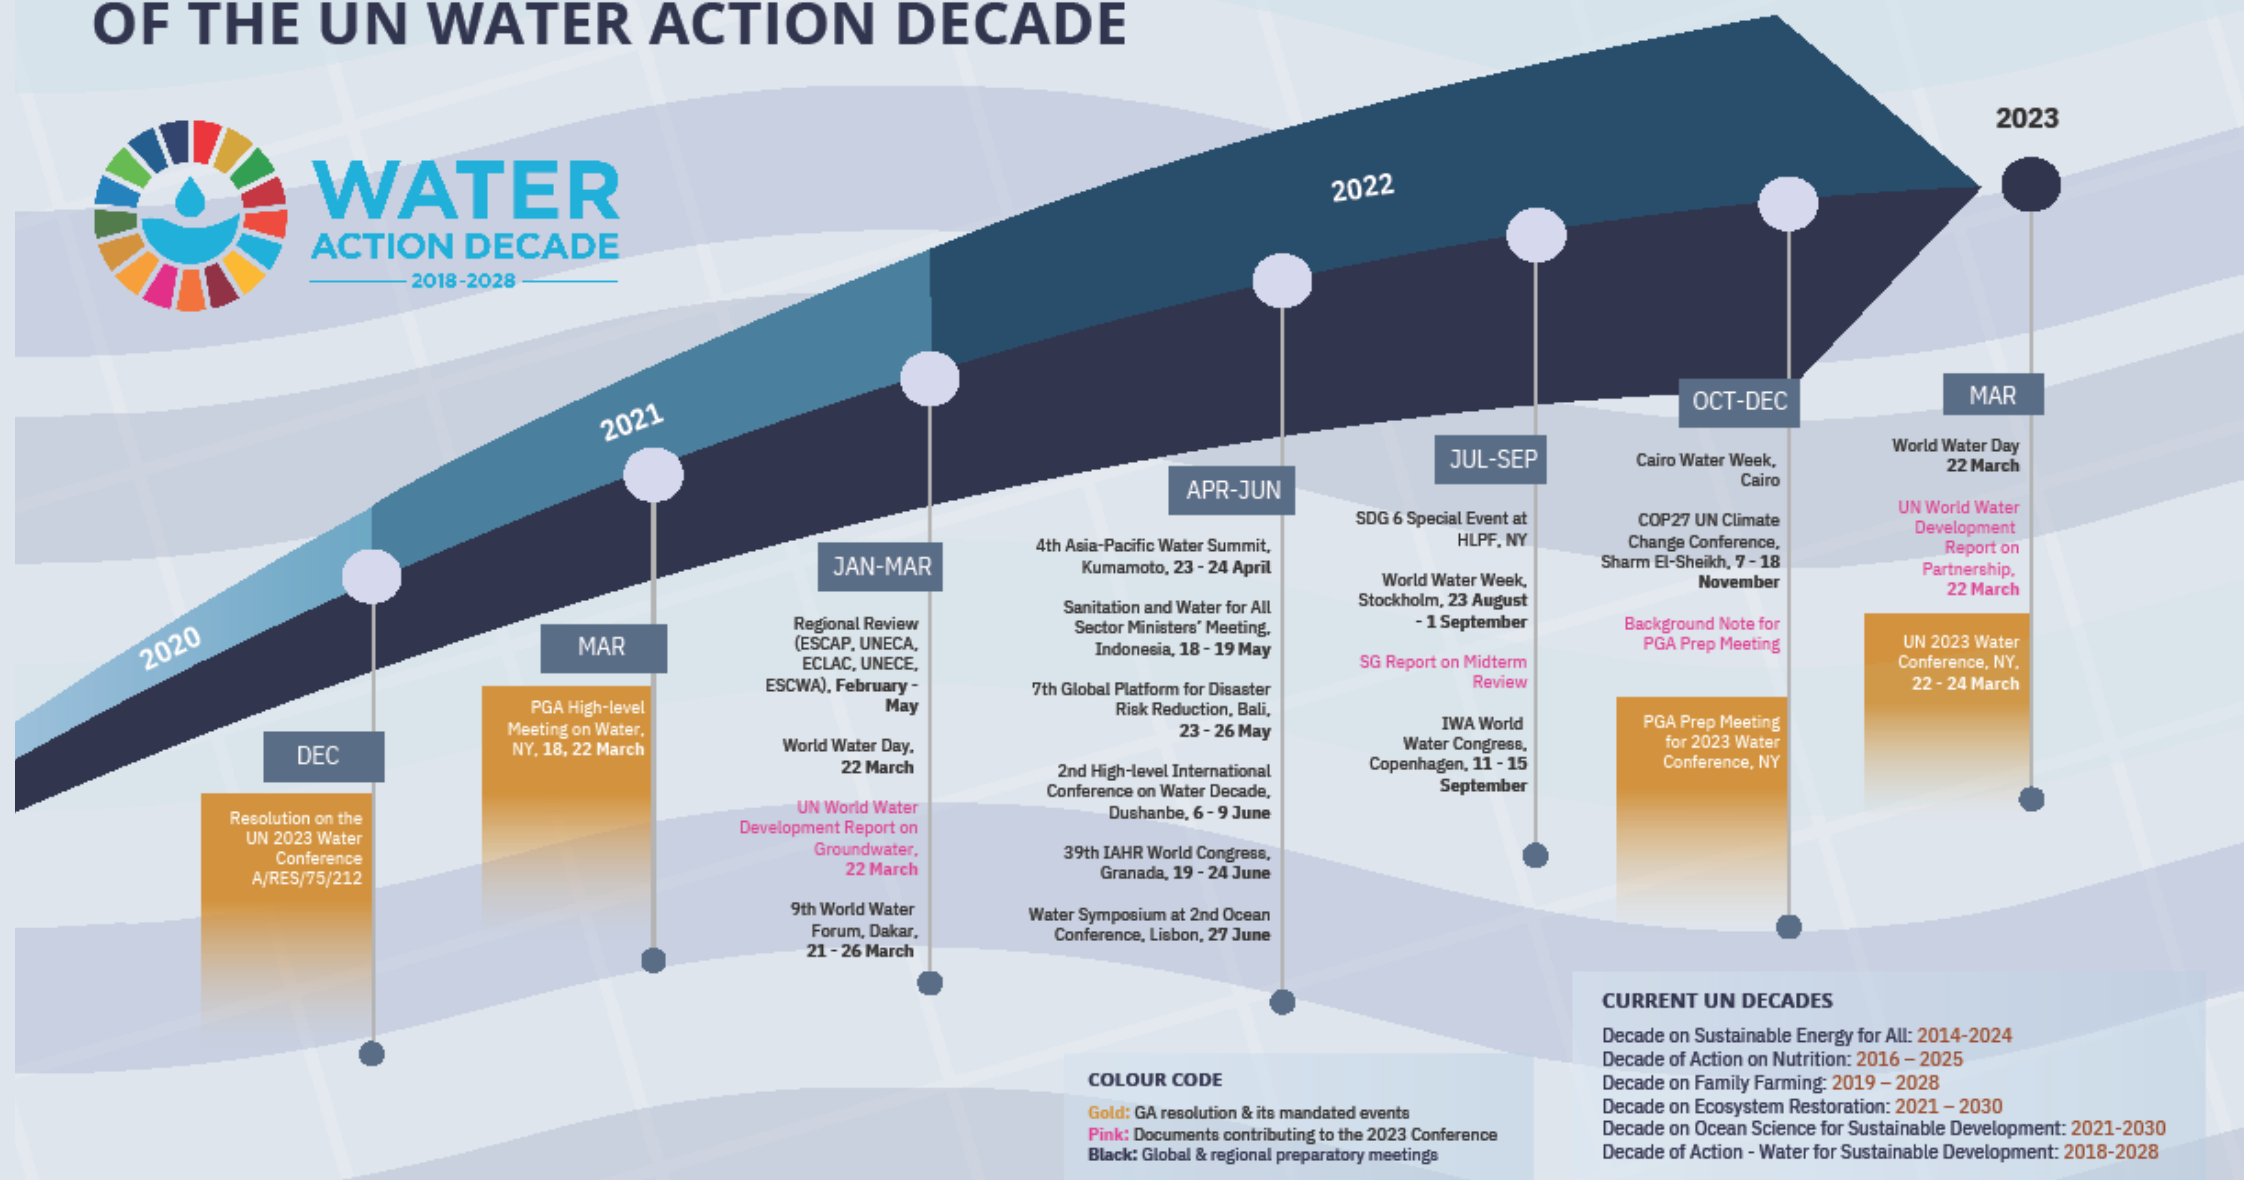 OF THE UN WATER ACTION DECADE
WATER
ACTION DECADE
2018-2028
2020
2021
2022
2023
DEC
Resolution on the
UN 2023 Water
Conference
A/RES/75/212
MAR
PGA High-level
Meeting on Water,
NY, 18, 22 March
JAN-MAR
Regional Review
(ESCAP, UNECA,
ECLAC, UNECE,
ESCWA), February -
May
World Water Day,
22 March
UN World Water
Development Report on
Groundwater,
22 March
9th World Water
Forum, Dakar,
21 - 26 March
APR-JUN
4th Asia-Pacific Water Summit,
Kumamoto, 23 - 24 April
Sanitation and Water for All
Sector Ministers' Meeting,
Indonesia, 18 - 19 May
7th Global Platform for Disaster
Risk Reduction, Bali,
23 - 26 May
2nd High-level International
Conference on Water Decade,
Dushanbe, 6 - 9 June
39th IAHR World Congress,
Granada, 19 - 24 June
Water Symposium at 2nd Ocean
Conference, Lisbon, 27 June
JUL-SEP
SDG 6 Special Event at
HLPF, NY
World Water Week,
Stockholm, 23 August
- 1 September
SG Report on Midterm
Review
IWA World
Water Congress,
Copenhagen, 11 - 15
September
OCT-DEC
Cairo Water Week,
Cairo
COP27 UN Climate
Change Conference,
Sharm El-Sheikh, 7 - 18
November
Background Note for
PGA Prep Meeting
PGA Prep Meeting
for 2023 Water
Conference, NY
MAR
World Water Day
22 March
UN World Water
Development
Report on
Partnership,
22 March
UN 2023 Water
Conference, NY,
22 - 24 March
COLOUR CODE
Gold: GA resolution & its mandated events
Pink: Documents contributing to the 2023 Conference
Black: Global & regional preparatory meetings
CURRENT UN DECADES
Decade on Sustainable Energy for All: 2014-2024
Decade of Action on Nutrition: 2016 – 2025
Decade on Family Farming: 2019 – 2028
Decade on Ecosystem Restoration: 2021 – 2030
Decade on Ocean Science for Sustainable Development: 2021-2030
Decade of Action - Water for Sustainable Development: 2018-2028